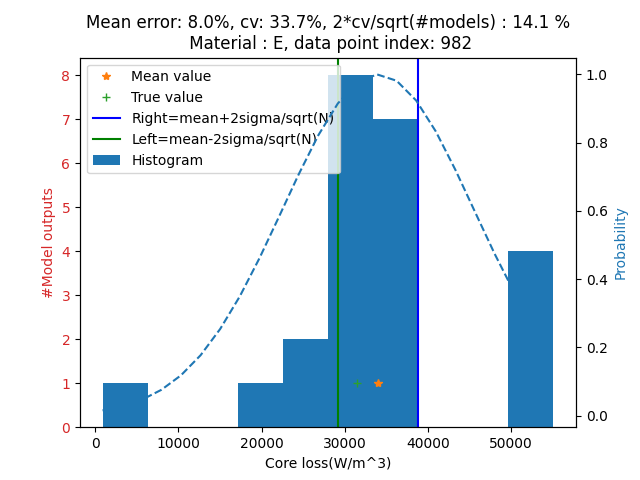 Mean error: 8.0%, cv: 33.7%, 2*cv/sqrt(#models) : 14.1 %
Material : E, data point index: 982
Mean value
True value
Right=mean+2sigma/sqrt(N)
Left=mean-2sigma/sqrt(N)
Histogram
#Model outputs
8
7
6
5
4
3
2
1
0
1.0
0.8
0.6
0.4
0.2
0.0
Probability
0 10000 20000 30000 40000 50000
Core loss(W/m^3)